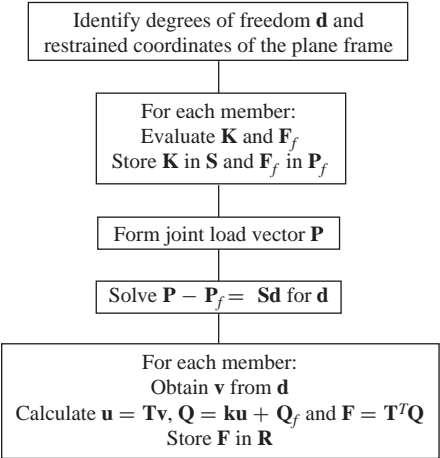 Identify degrees of freedom d and
restrained coordinates of the plane frame
For each member:
Evaluate K and F_f
Store K in S and F_f in P_f
Form joint load vector P
Solve P − P_f = Sd for d
For each member:
Obtain v from d
Calculate u = Tv, Q = ku + Q_f and F = T^T Q
Store F in R